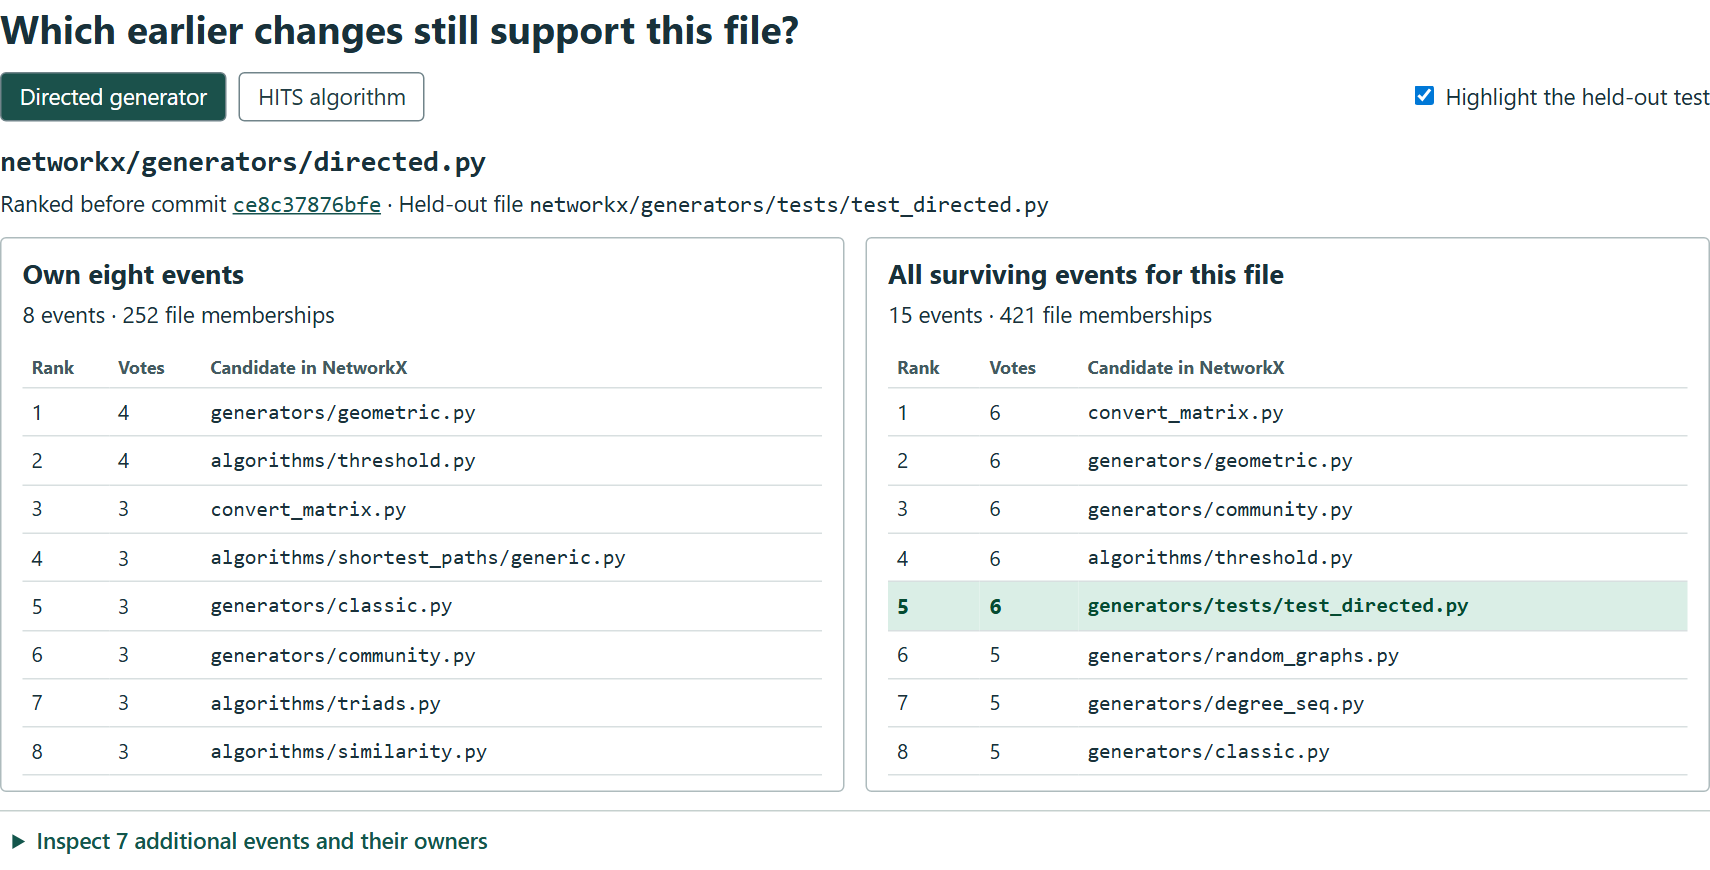 Which earlier changes still support this file?
Directed generator
HITS algorithm
Highlight the held-out test
networkx/generators/directed.py
Ranked before commit ce8c37876bfe · Held-out file networkx/generators/tests/test_directed.py
Own eight events
8 events · 252 file memberships
Rank Votes Candidate in NetworkX
1 4 generators/geometric.py
2 4 algorithms/threshold.py
3 3 convert_matrix.py
4 3 algorithms/shortest_paths/generic.py
5 3 generators/classic.py
6 3 generators/community.py
7 3 algorithms/triads.py
8 3 algorithms/similarity.py
All surviving events for this file
15 events · 421 file memberships
Rank Votes Candidate in NetworkX
1 6 convert_matrix.py
2 6 generators/geometric.py
3 6 generators/community.py
4 6 algorithms/threshold.py
5 6 generators/tests/test_directed.py
6 5 generators/random_graphs.py
7 5 generators/degree_seq.py
8 5 generators/classic.py
Inspect 7 additional events and their owners